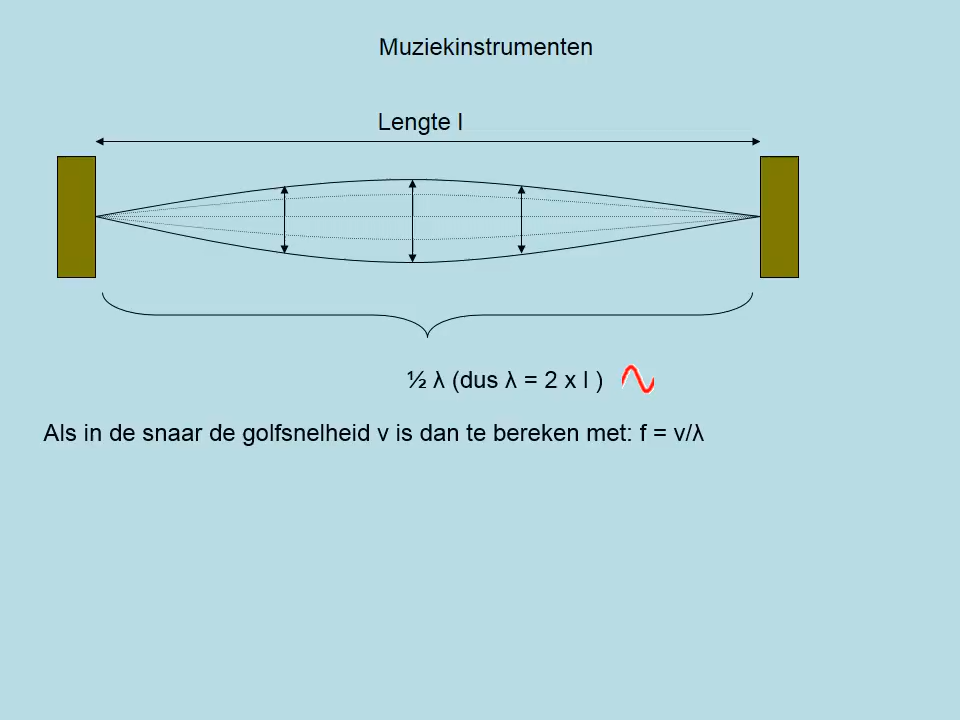 Muziekinstrumenten
Lengte l
½ λ (dus λ = 2 x l )
Als in de snaar de golfsnelheid v is dan te bereken met: f = v/λ